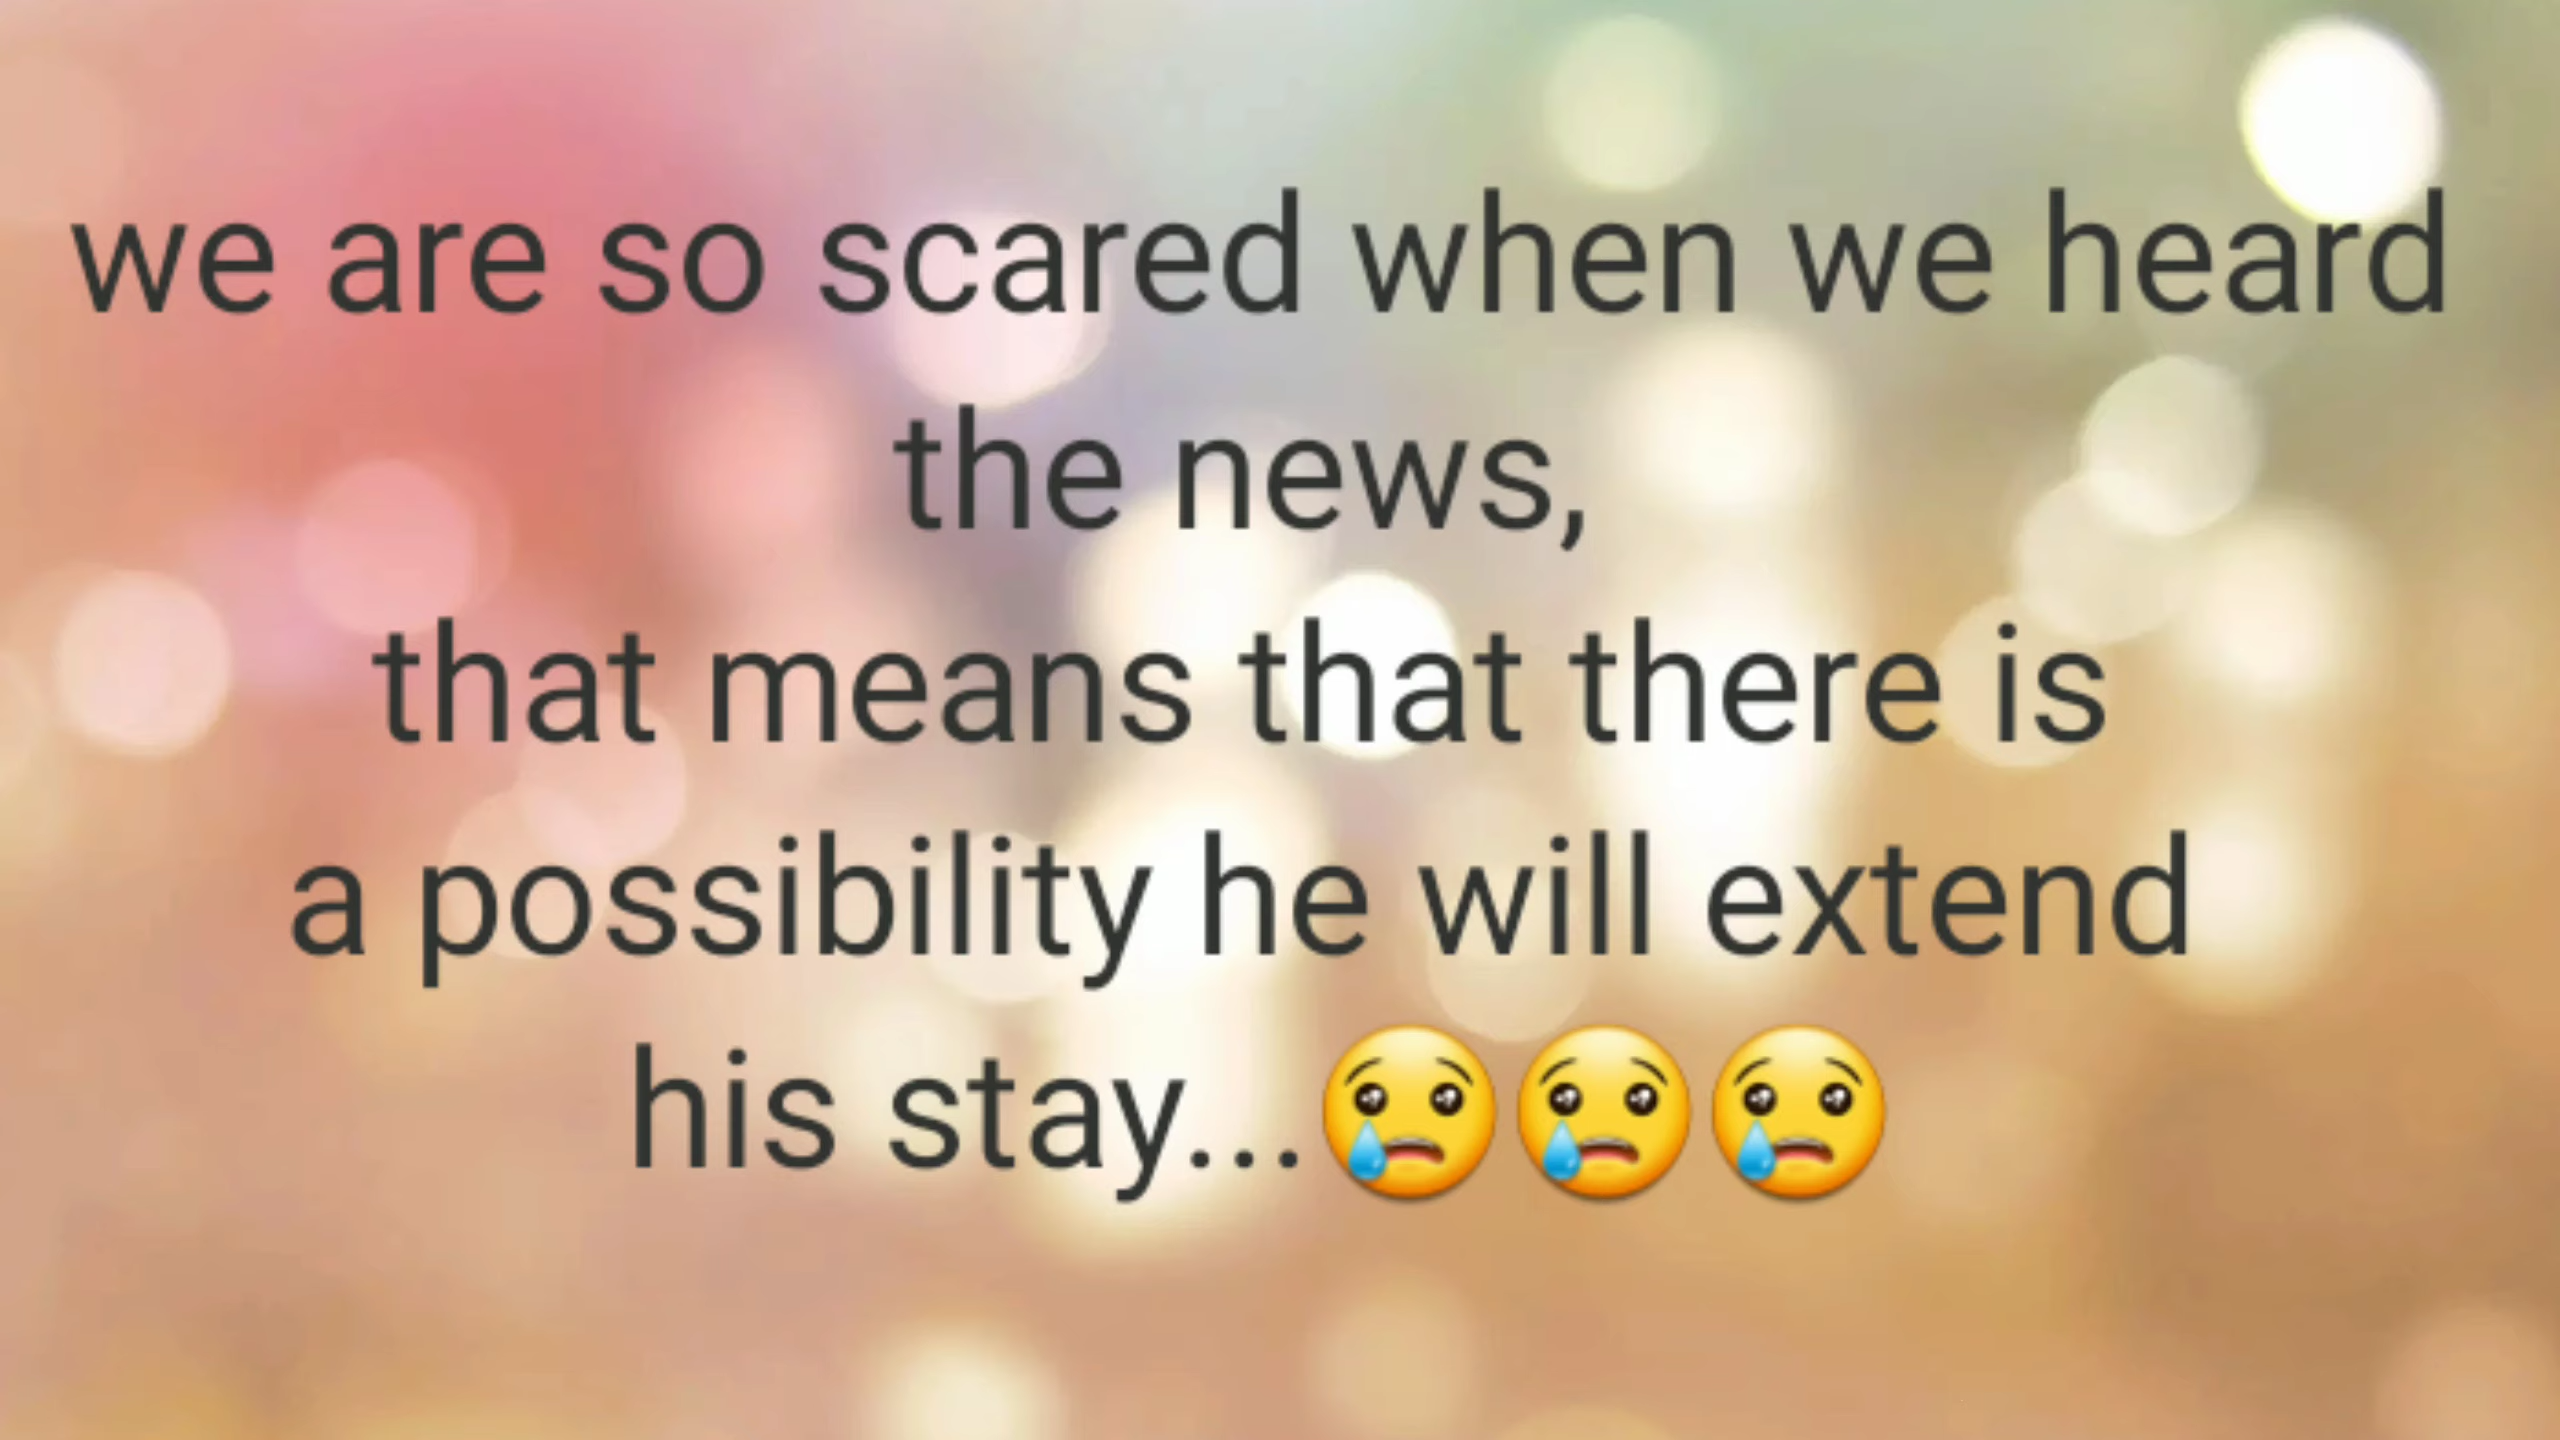 we are so scared when we heard
the news,
that means that there is
a possibility he will extend
his stay...😢😢😢